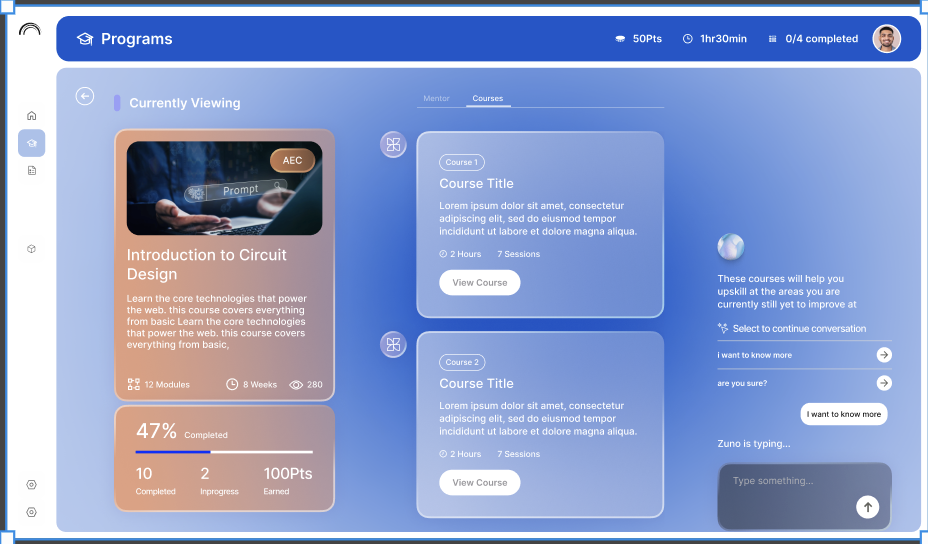 Programs
50Pts
1hr30min
0/4 completed
Currently Viewing
Mentor
Courses
AEC
Prompt
Introduction to Circuit
Design
Learn the core technologies that power
the web. this course covers everything
from basic Learn the core technologies
that power the web. this course covers
everything from basic,
12 Modules
8 Weeks
280
47%
Completed
10
2
100Pts
Completed
Inprogress
Earned
Course 1
Course Title
Lorem ipsum dolor sit amet, consectetur
adipiscing elit, sed do eiusmod tempor
incididunt ut labore et dolore magna aliqua.
2 Hours
7 Sessions
View Course
Course 2
Course Title
Lorem ipsum dolor sit amet, consectetur
adipiscing elit, sed do eiusmod tempor
incididunt ut labore et dolore magna aliqua.
2 Hours
7 Sessions
View Course
These courses will help you
upskill at the areas you are
currently still yet to improve at
Select to continue conversation
i want to know more
are you sure?
I want to know more
Zuno is typing...
Type something...